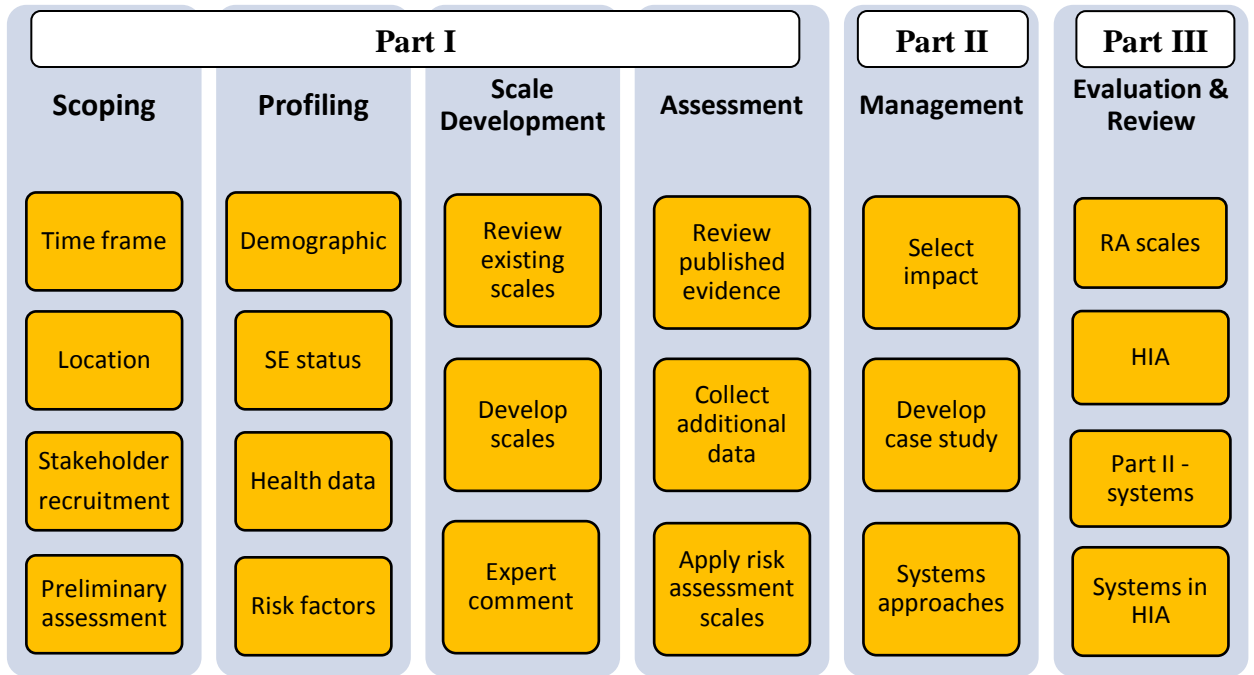 Part I
Part II
Part III
Scoping
Profiling
Scale
Development
Assessment
Management
Evaluation &
Review
Time frame
Location
Stakeholder
recruitment
Preliminary
assessment
Demographic
SE status
Health data
Risk factors
Review
existing
scales
Develop
scales
Expert
comment
Review
published
evidence
Collect
additional
data
Apply risk
assessment
scales
Select
impact
Develop
case study
Systems
approaches
RA scales
HIA
Part II -
systems
Systems in
HIA